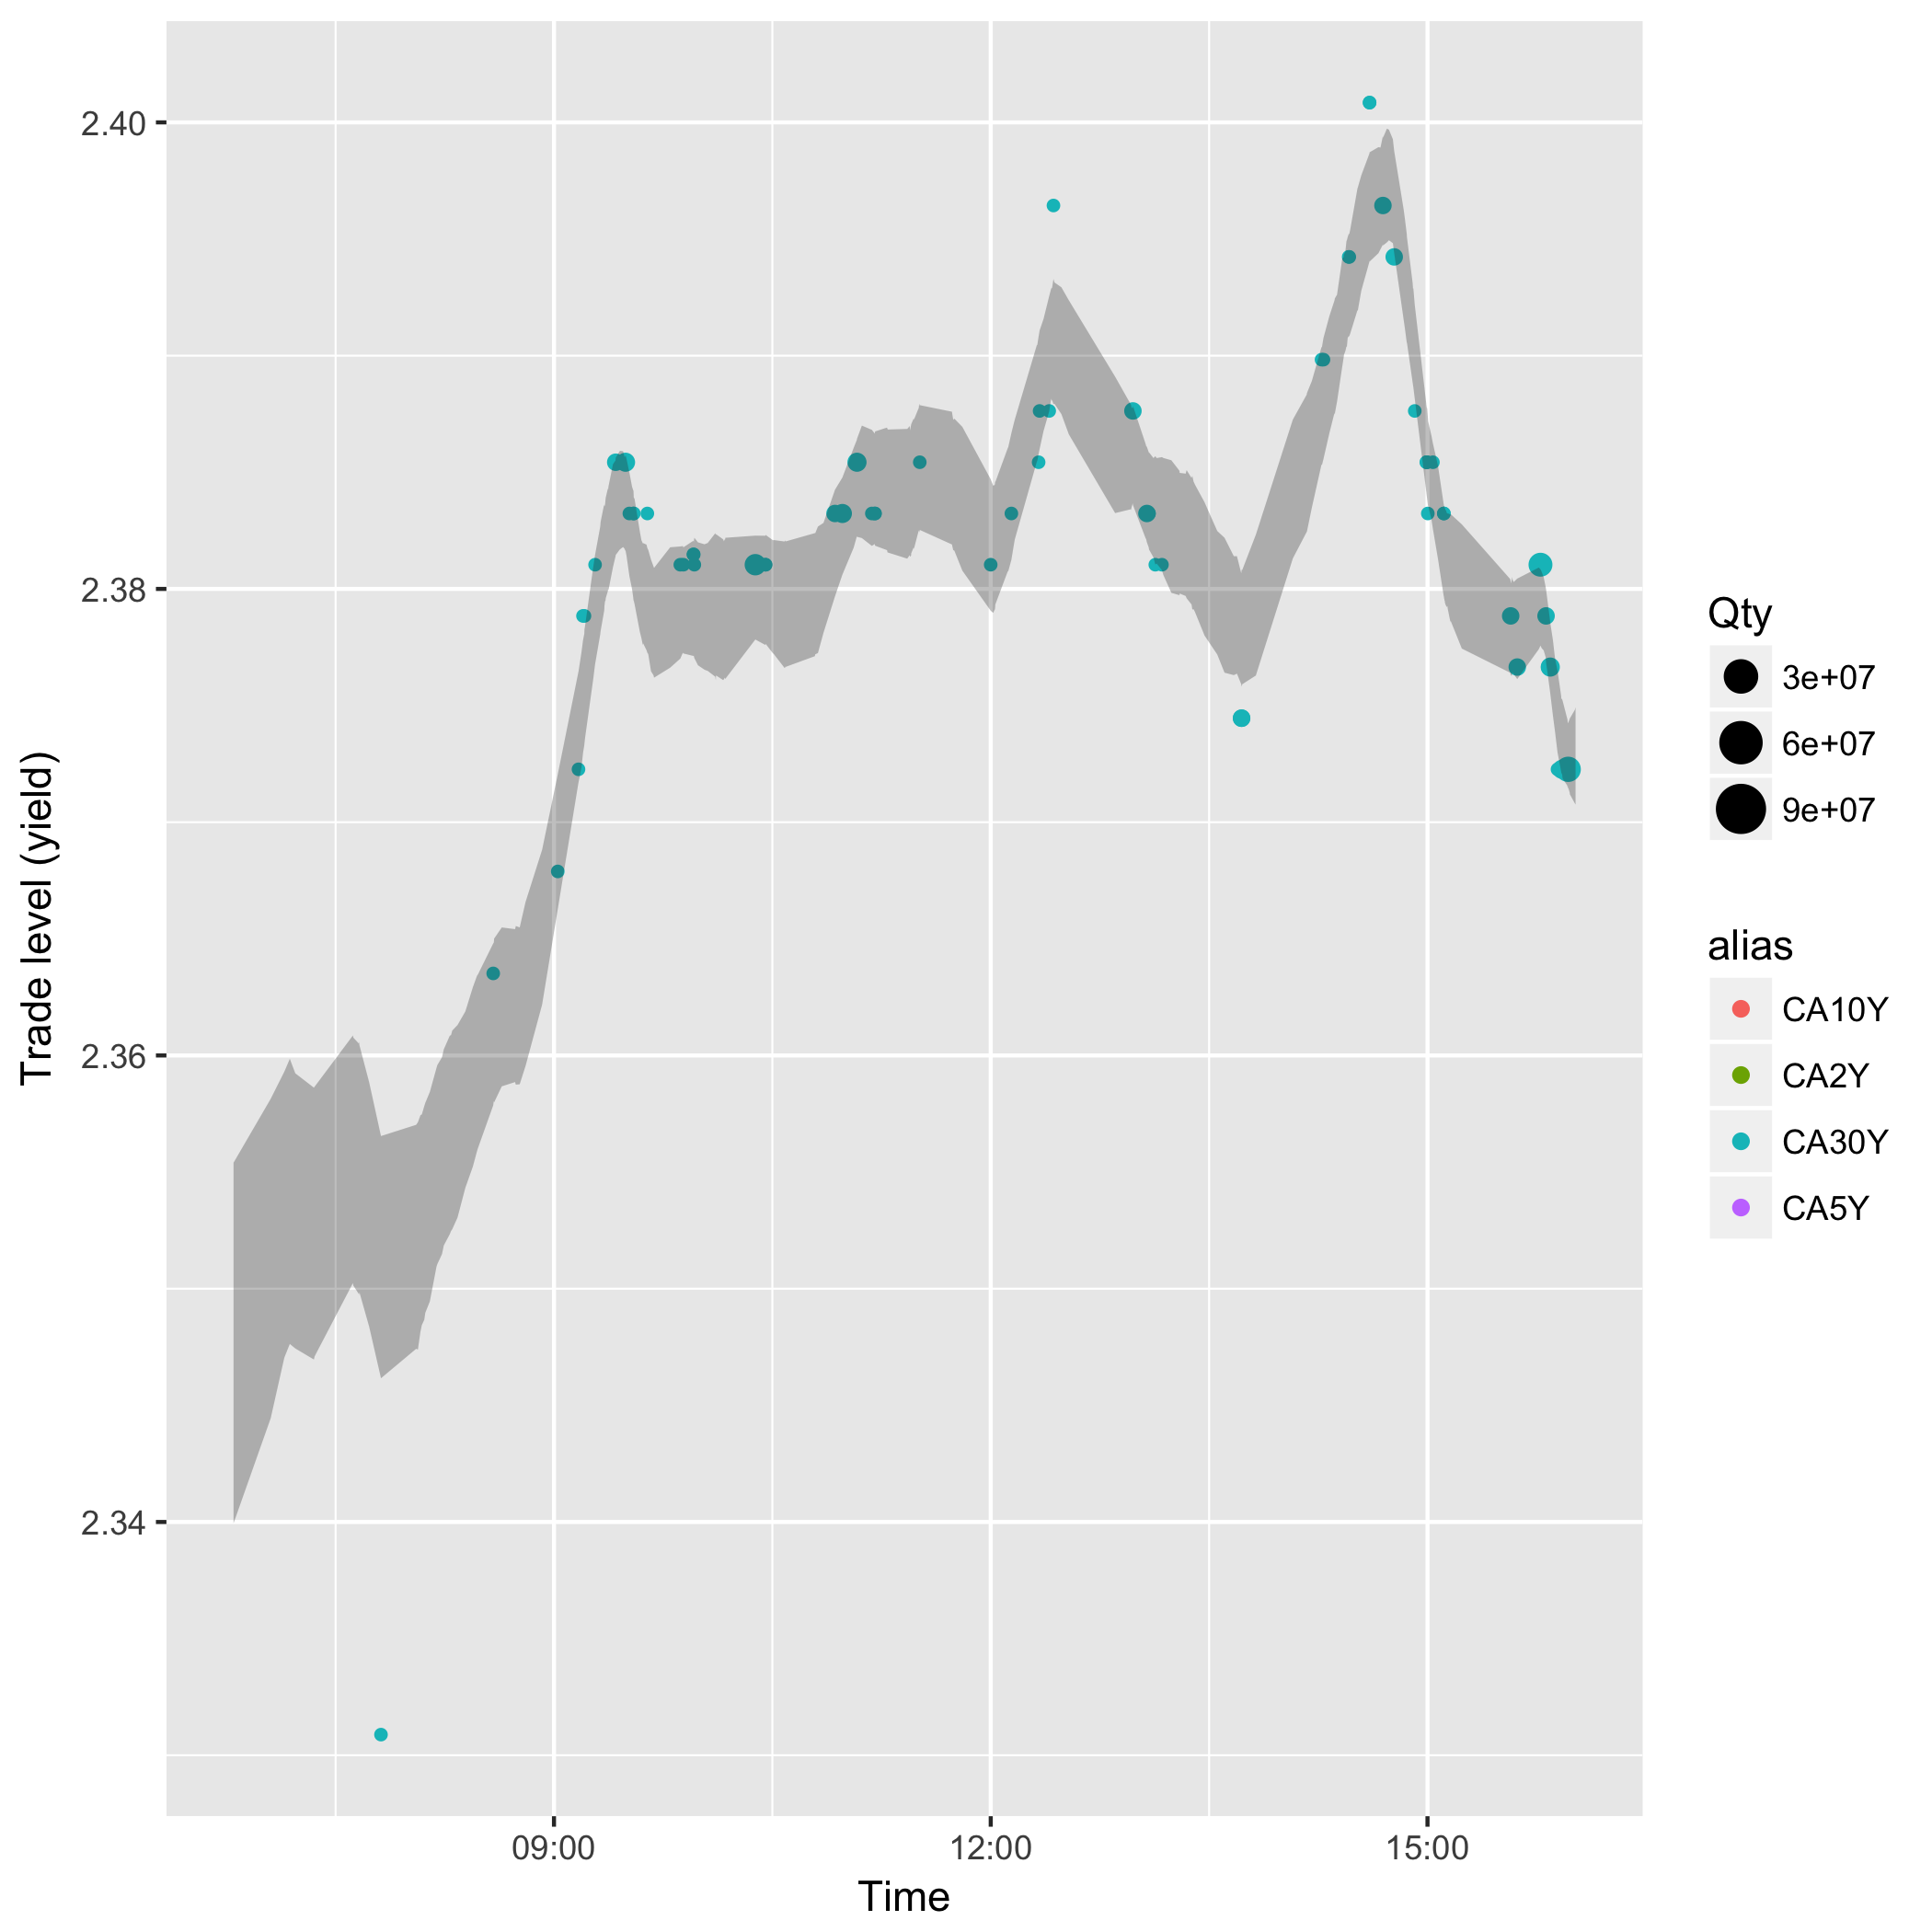 Trade level (yield)
2.40
2.38
2.36
2.34
09:00
12:00
15:00
Time
Qty
3e+07
6e+07
9e+07
alias
CA10Y
CA2Y
CA30Y
CA5Y